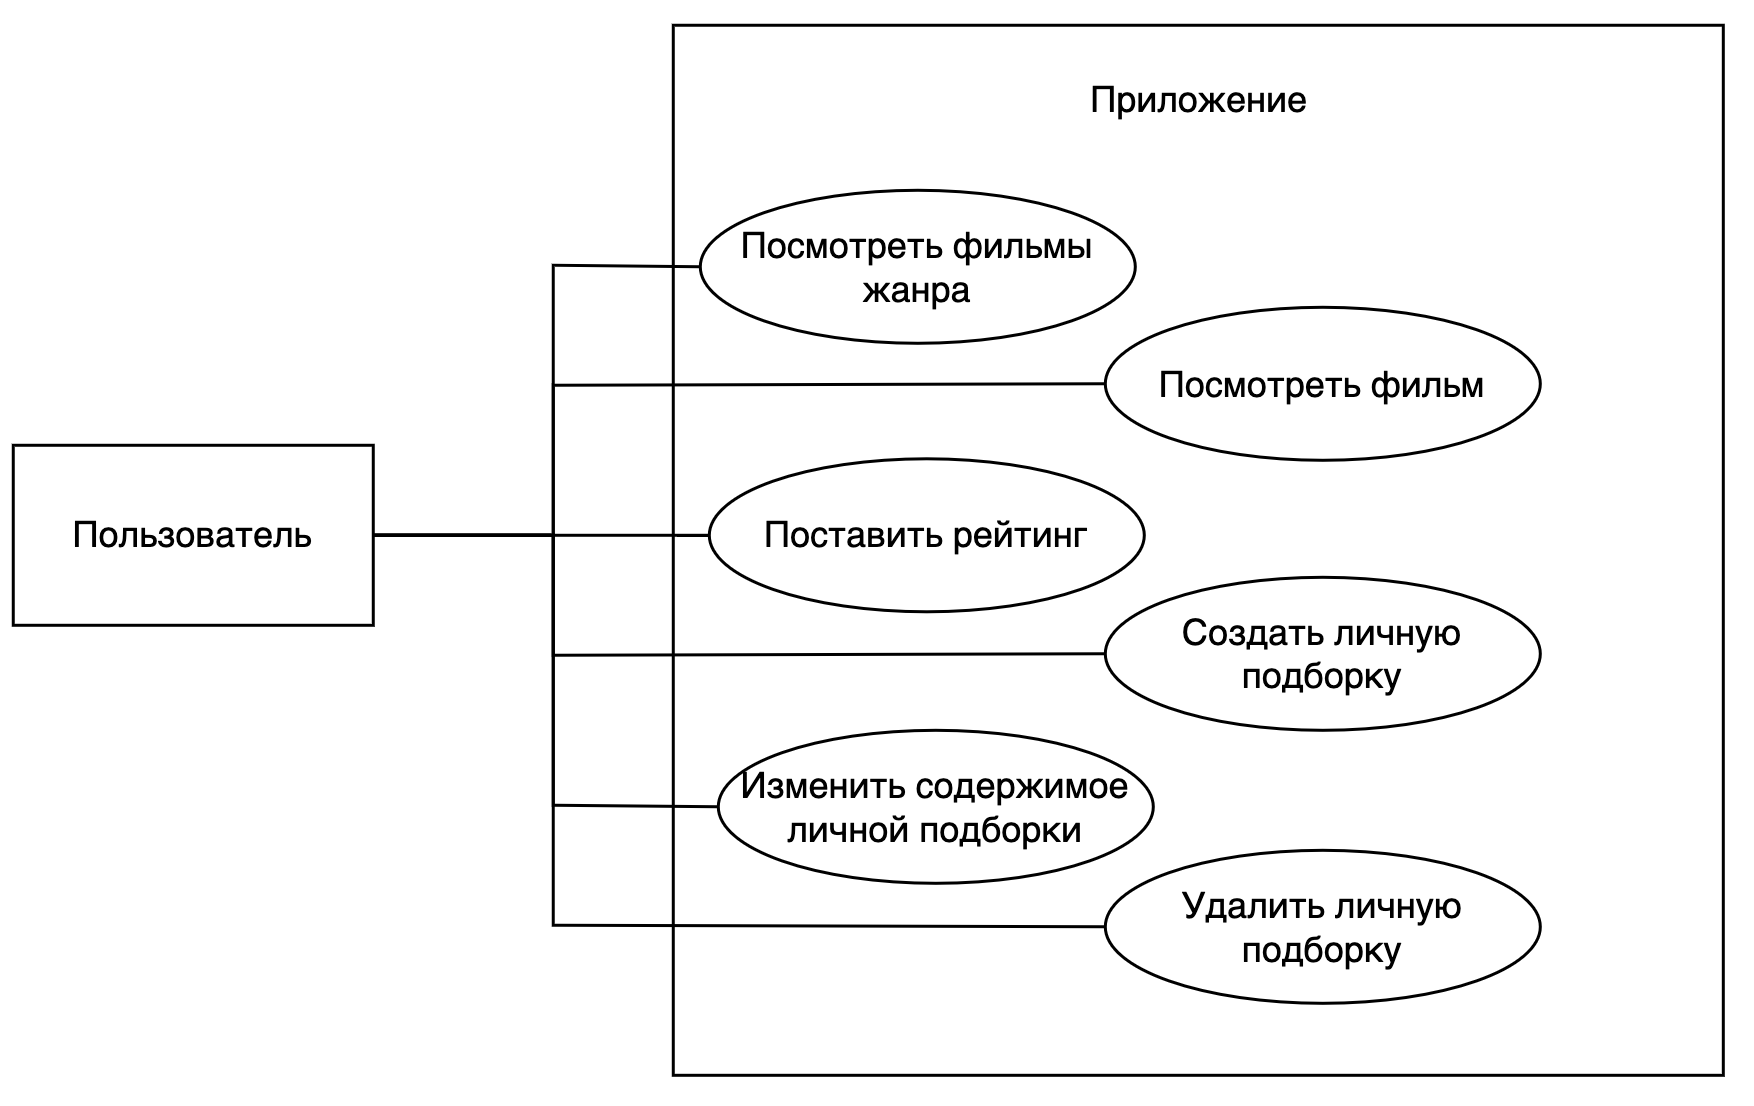 Приложение
Посмотреть фильмы
жанра
Посмотреть фильм
Пользователь
Поставить рейтинг
Создать личную
подборку
Изменить содержимое
личной подборки
Удалить личную
подборку